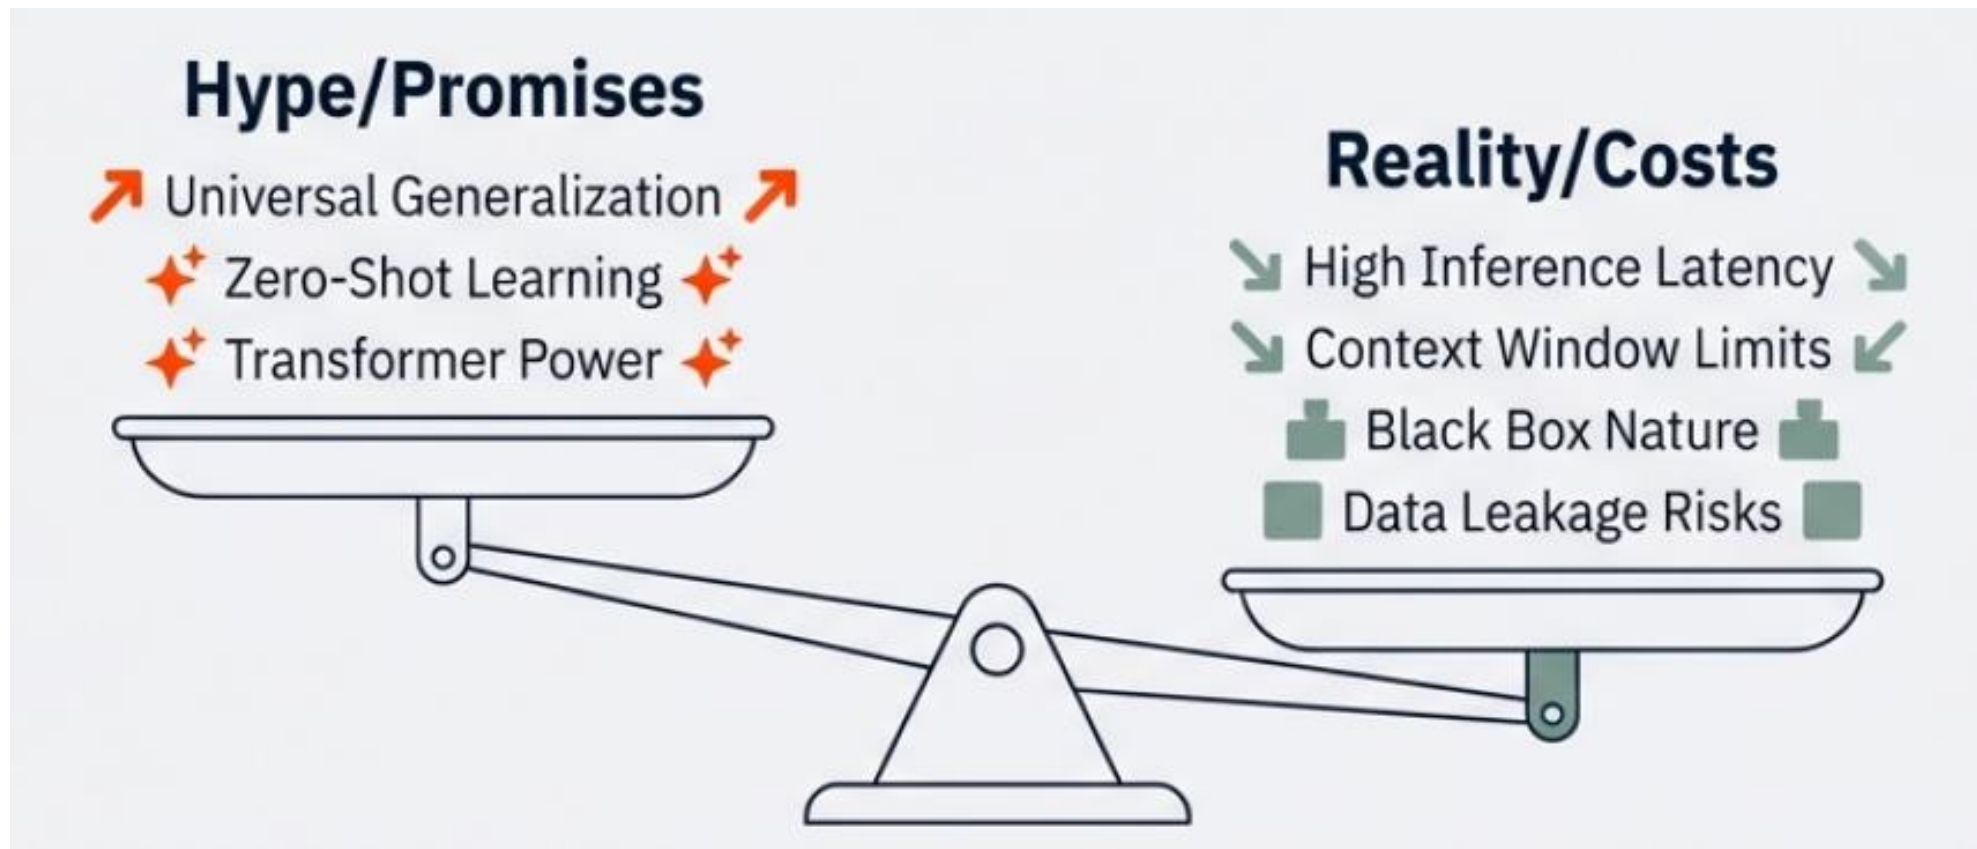 Hype/Promises
Universal Generalization
Zero-Shot Learning
Transformer Power
Reality/Costs
High Inference Latency
Context Window Limits
Black Box Nature
Data Leakage Risks